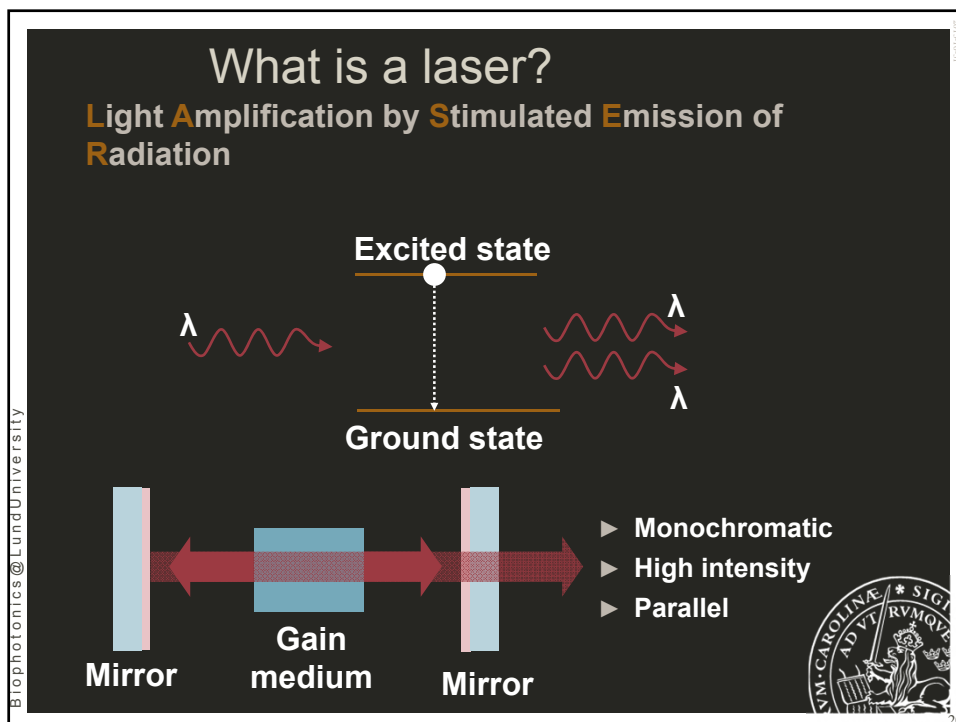 What is a laser?
Light Amplification by Stimulated Emission of
Radiation
Excited state
λ
λ
λ
Ground state
Mirror
Gain
medium
Mirror
► Monochromatic
► High intensity
► Parallel
Biophotonics@LundUniversity